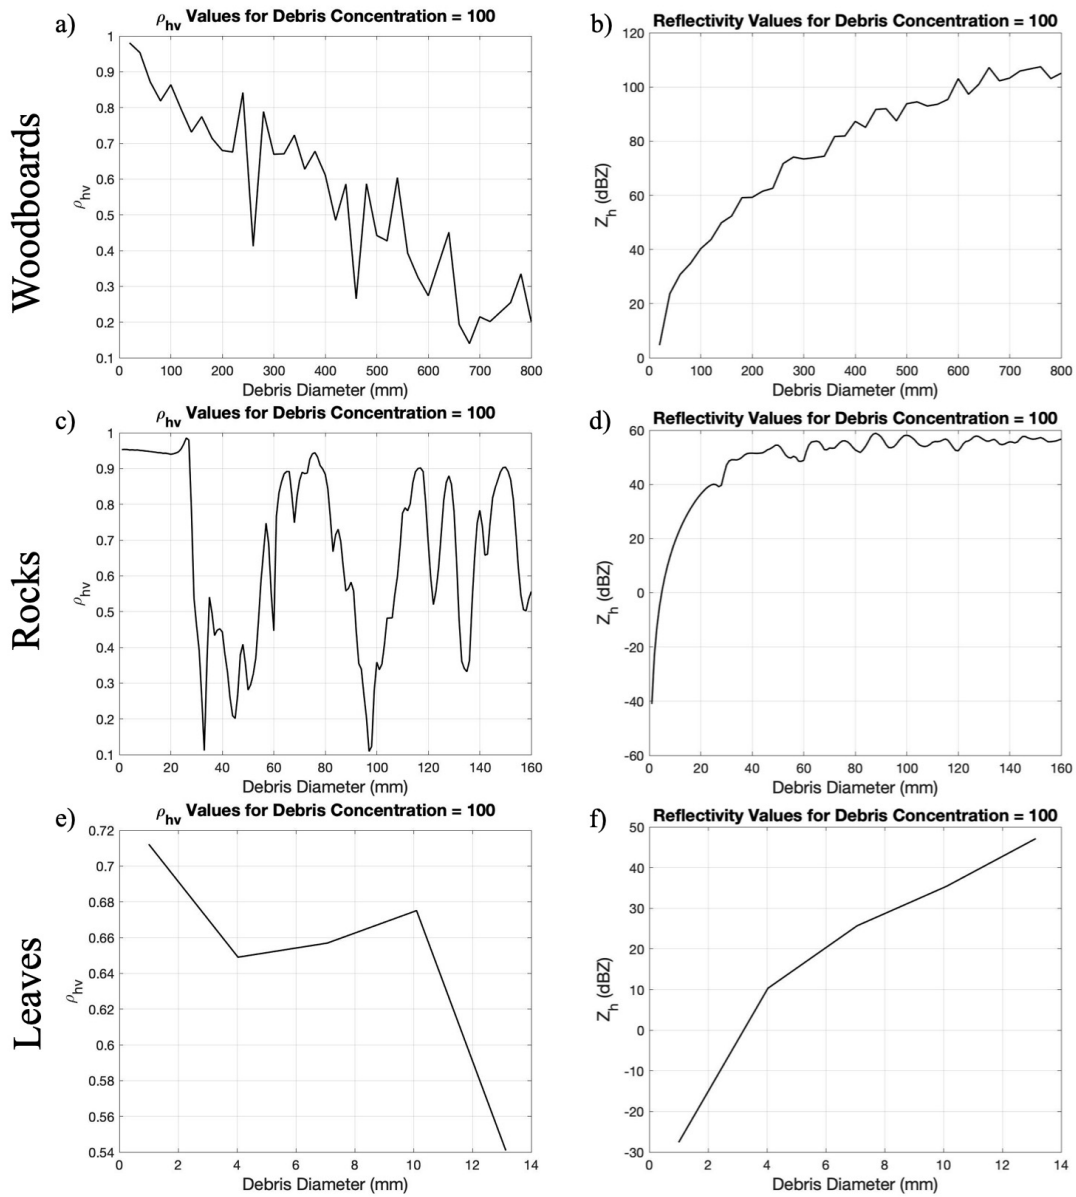 a)
ρhv Values for Debris Concentration = 100
1
0.9
0.8
0.7
0.6
0.5
0.4
0.3
0.2
0.1
ρhv
0 100 200 300 400 500 600 700 800
Debris Diameter (mm)
b)
Reflectivity Values for Debris Concentration = 100
120
100
80
60
40
20
0
Zh (dBZ)
0 100 200 300 400 500 600 700 800
Debris Diameter (mm)
Woodboards
c)
ρhv Values for Debris Concentration = 100
1
0.9
0.8
0.7
0.6
0.5
0.4
0.3
0.2
0.1
ρhv
0 20 40 60 80 100 120 140 160
Debris Diameter (mm)
d)
Reflectivity Values for Debris Concentration = 100
60
40
20
0
-20
-40
-60
Zh (dBZ)
0 20 40 60 80 100 120 140 160
Debris Diameter (mm)
Rocks
e)
ρhv Values for Debris Concentration = 100
0.72
0.7
0.68
0.66
0.64
0.62
0.6
0.58
0.56
0.54
ρhv
0 2 4 6 8 10 12 14
Debris Diameter (mm)
f)
Reflectivity Values for Debris Concentration = 100
50
40
30
20
10
0
-10
-20
-30
Zh (dBZ)
0 2 4 6 8 10 12 14
Debris Diameter (mm)
Leaves